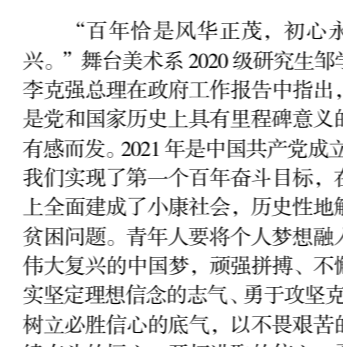 “百年恰是风华正茂，初心永
兴。”舞台美术系 2020 级研究生邹学
李克强总理在政府工作报告中指出，
是党和国家历史上具有里程碑意义的
有感而发。2021 年是中国共产党成立
我们实现了第一个百年奋斗目标，在
上全面建成了小康社会，历史性地解
贫困问题。青年人要将个人梦想融入
伟大复兴的中国梦，顽强拼搏、不懈
实坚定理想信念的志气、勇于攻坚克
树立必胜信心的底气，以不畏艰苦的